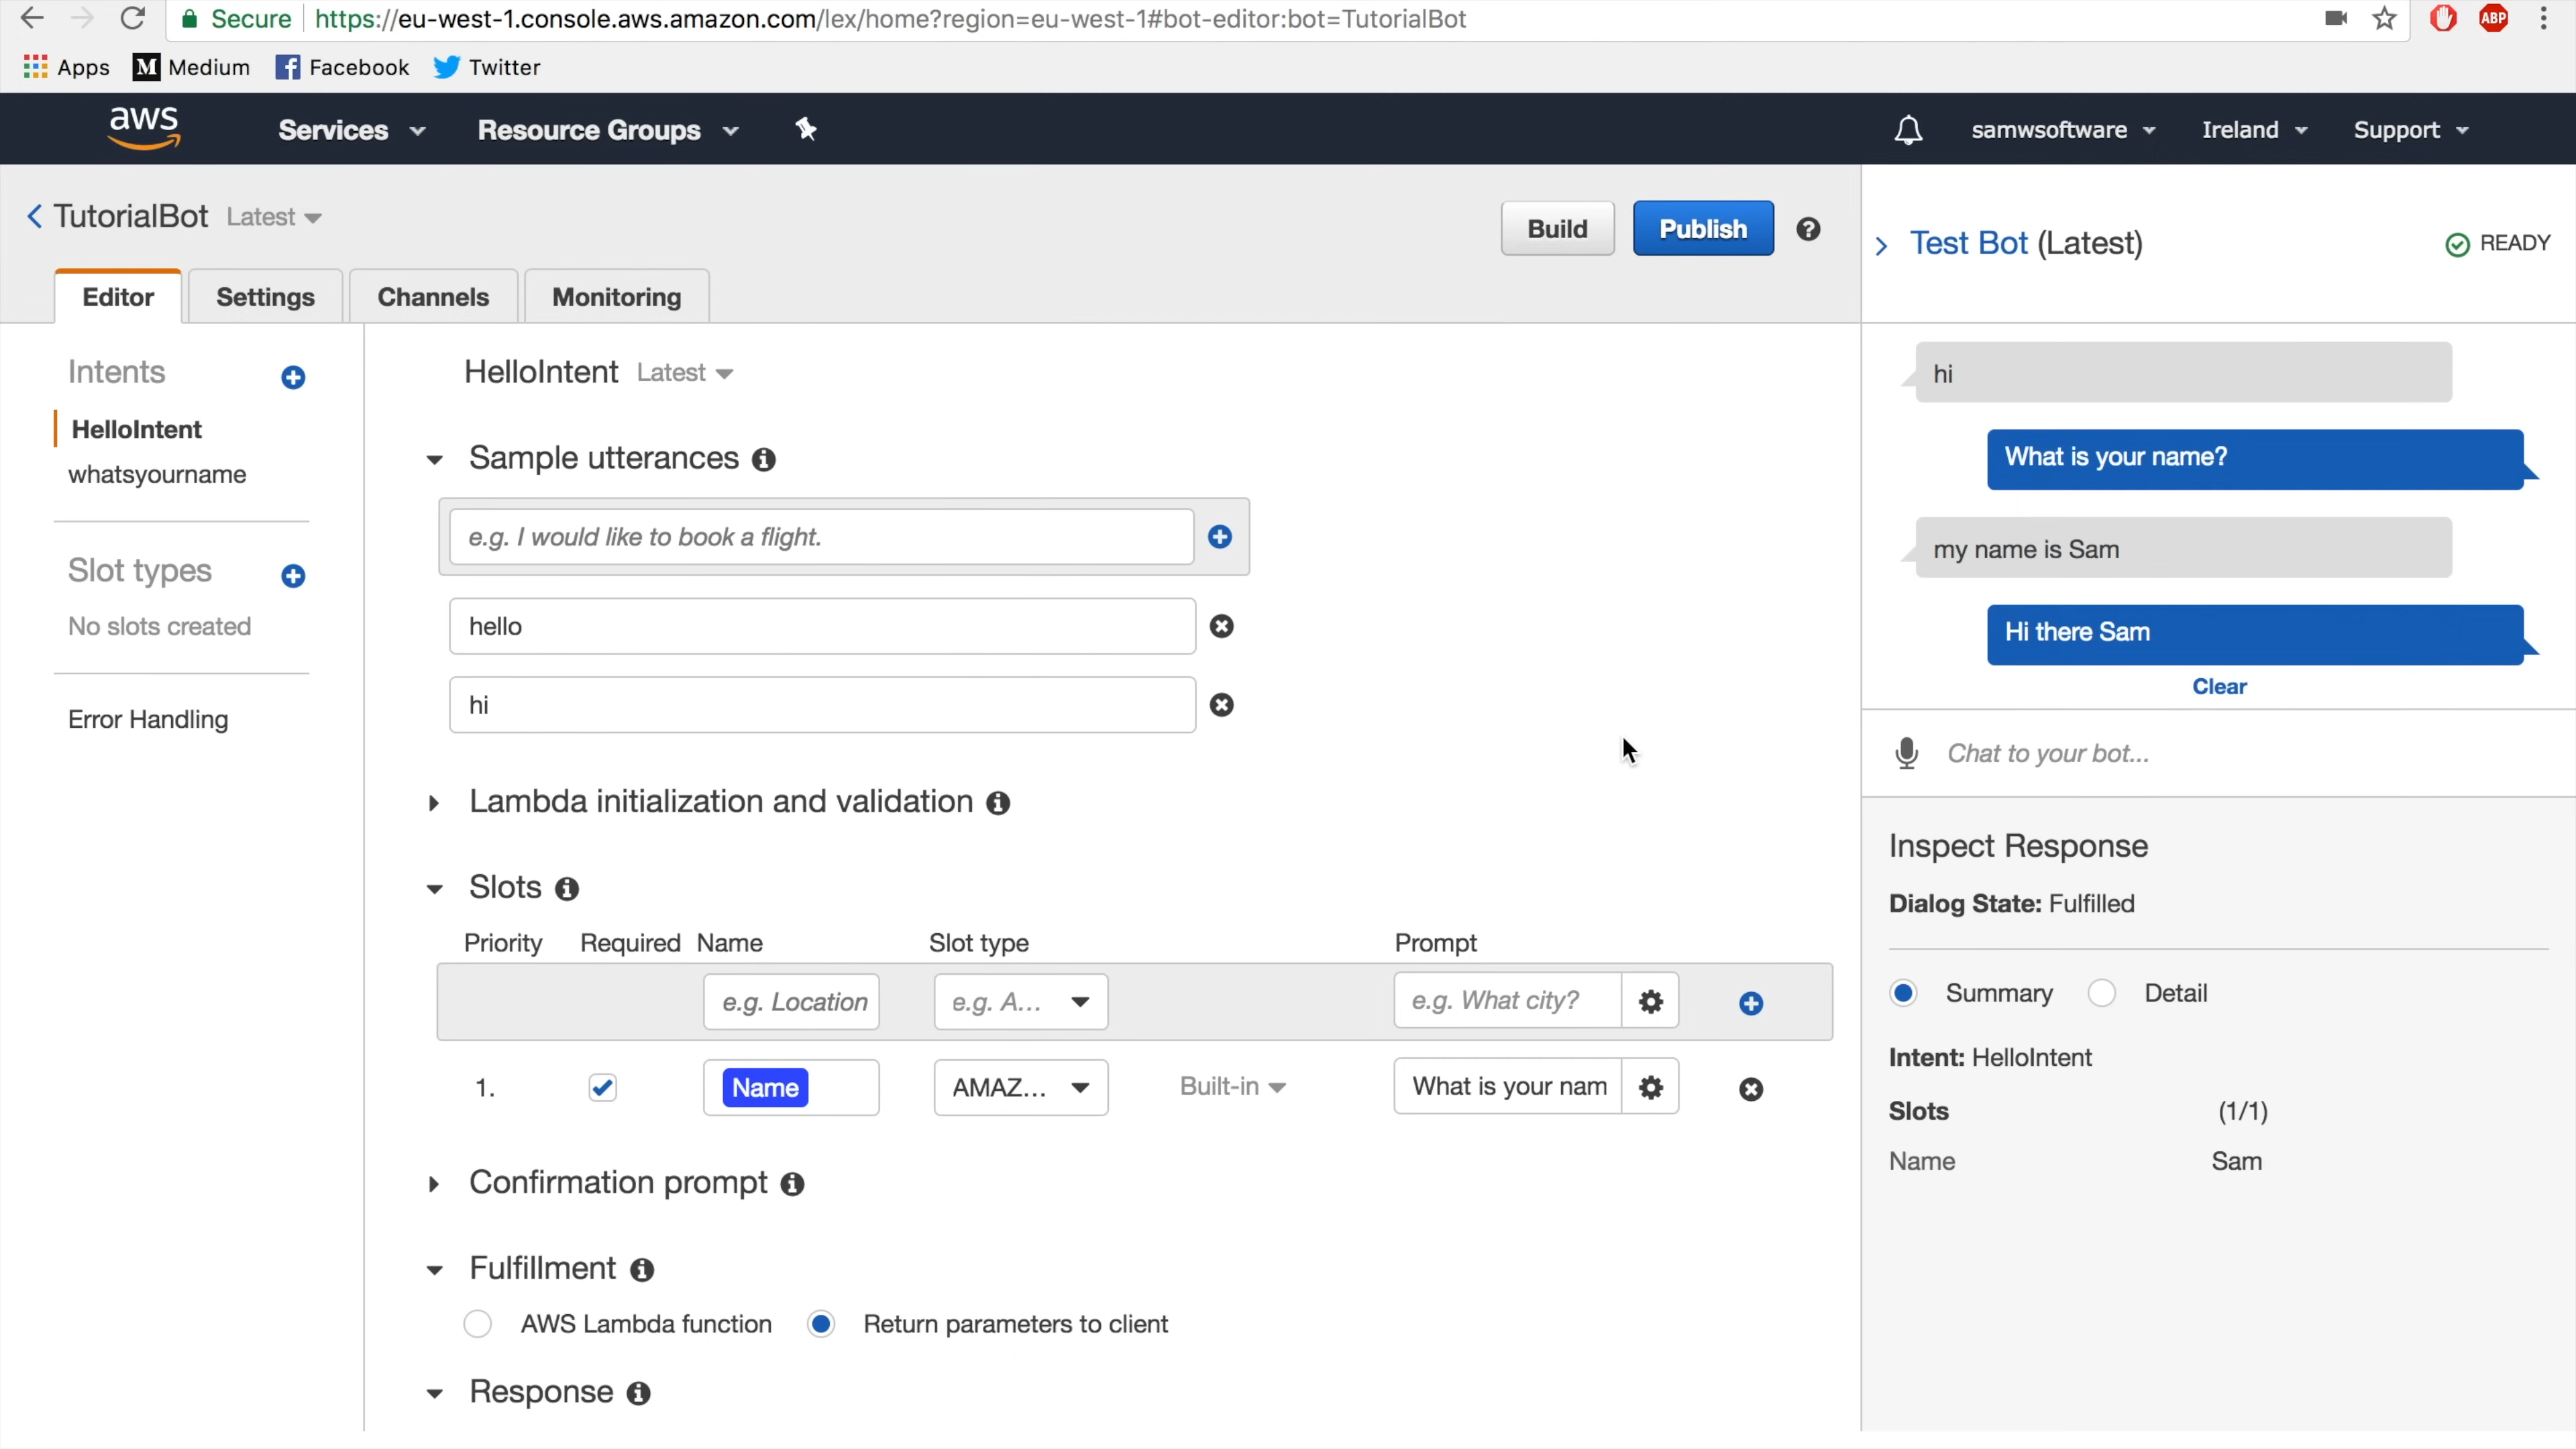 Secure https://eu-west-1.console.aws.amazon.com/lex/home?region=eu-west-1#bot-editor:bot=TutorialBot
ABP
Apps M Medium Facebook Twitter
aws Services Resource Groups samwsoftware Ireland Support
TutorialBot Latest
Build Publish
Editor Settings Channels Monitoring
Intents
HelloIntent
whatsyourname
Slot types
No slots created
Error Handling
HelloIntent Latest
Sample utterances
e.g. I would like to book a flight.
hello
hi
Lambda initialization and validation
Slots
Priority Required Name Slot type Prompt
e.g. Location e.g. A... e.g. What city?
1. Name AMAZ... Built-in What is your nam
Confirmation prompt
Fulfillment
AWS Lambda function Return parameters to client
Response
Test Bot (Latest) READY
hi
What is your name?
my name is Sam
Hi there Sam
Clear
Chat to your bot...
Inspect Response
Dialog State: Fulfilled
Summary Detail
Intent: HelloIntent
Slots (1/1)
Name Sam